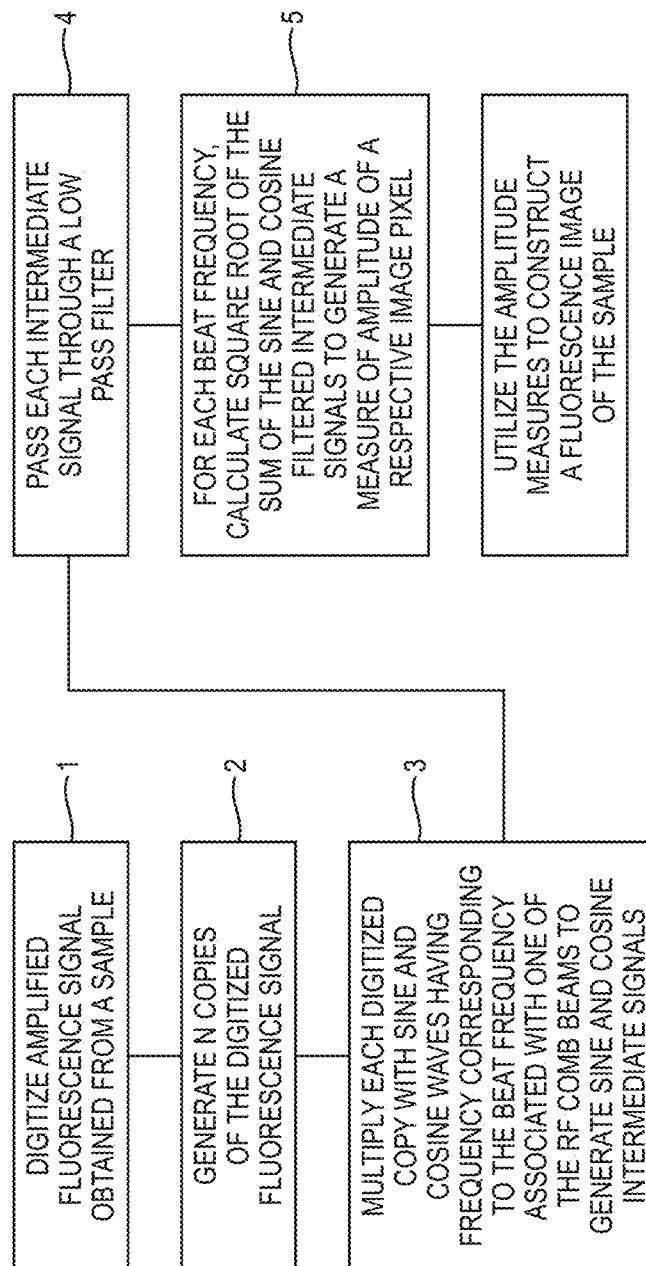 DIGITIZE AMPLIFIED
FLUORESCENCE SIGNAL
OBTAINED FROM A SAMPLE
1
GENERATE N COPIES
OF THE DIGITIZED
FLUORESCENCE SIGNAL
2
MULTIPLY EACH DIGITIZED
COPY WITH SINE AND
COSINE WAVES HAVING
FREQUENCY CORRESPONDING
TO THE BEAT FREQUENCY
ASSOCIATED WITH ONE OF
THE RF COMB BEAMS TO
GENERATE SINE AND COSINE
INTERMEDIATE SIGNALS
3
PASS EACH INTERMEDIATE
SIGNAL THROUGH A LOW
PASS FILTER
4
FOR EACH BEAT FREQUENCY,
CALCULATE SQUARE ROOT OF THE
SUM OF THE SINE AND COSINE
FILTERED INTERMEDIATE
SIGNALS TO GENERATE A
MEASURE OF AMPLITUDE OF A
RESPECTIVE IMAGE PIXEL
5
UTILIZE THE AMPLITUDE
MEASURES TO CONSTRUCT
A FLUORESCENCE IMAGE
OF THE SAMPLE